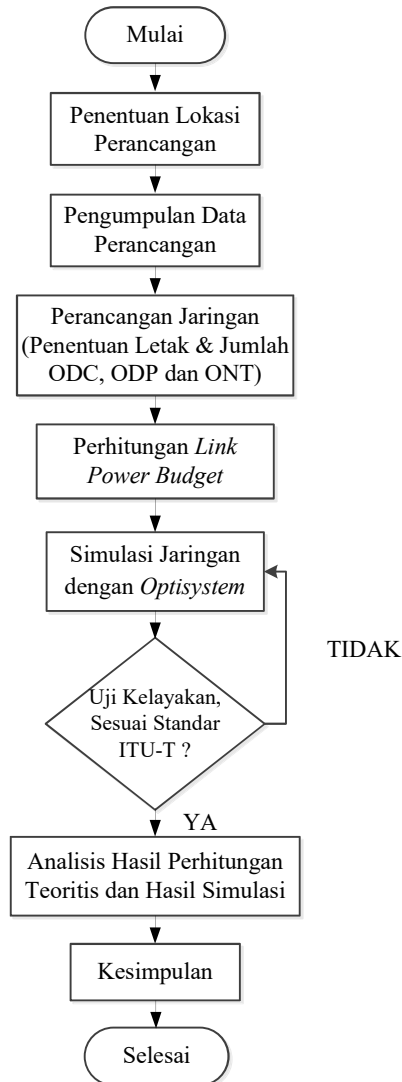 Mulai
Penentuan Lokasi
Perancangan
Pengumpulan Data
Perancangan
Perancangan Jaringan
(Penentuan Letak & Jumlah
ODC, ODP dan ONT)
Perhitungan Link
Power Budget
Simulasi Jaringan
dengan Optisystem
TIDAK
Uji Kelayakan,
Sesuai Standar
ITU-T ?
YA
Analisis Hasil Perhitungan
Teoritis dan Hasil Simulasi
Kesimpulan
Selesai